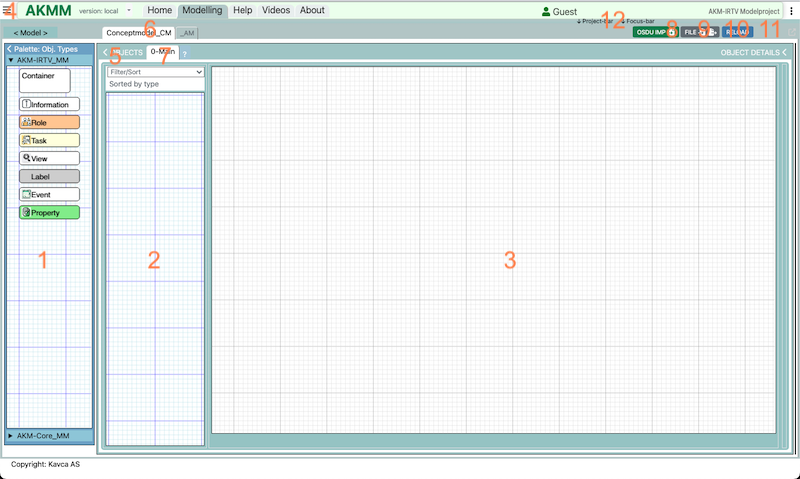 4 AKMM version: local Home Modelling Help Videos About Guest AKM-IRTV Modelproject
12 Project-bar Focus-bar
< Model > Conceptmodel_CM 6 _AM OSDU IMP 8 FILE 9 RELOAD 10 11
Palette: Obj. Types 5 OBJECTS 0-Main 7 ? OBJECT DETAILS
AKM-IRTV_MM
Filter/Sort
Container
Sorted by type
Information
Role
Task
View
Label
Event
Property
1 2 3
AKM-Core_MM
Copyright: Kavca AS